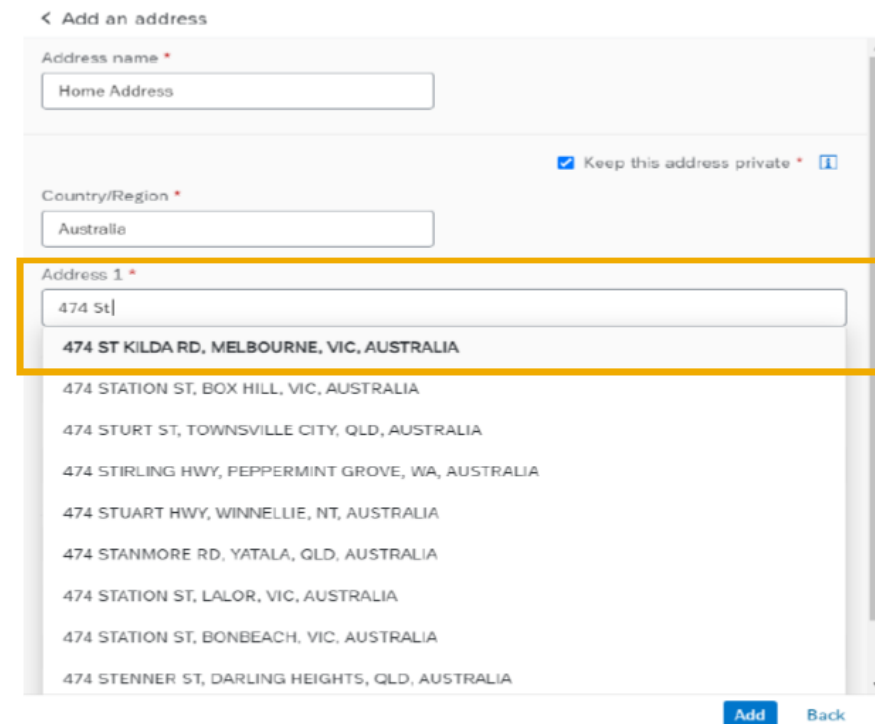 < Add an address
Address name *
Home Address
Keep this address private *
Country/Region *
Australia
Address 1 *
474 St
474 ST KILDA RD, MELBOURNE, VIC, AUSTRALIA
474 STATION ST, BOX HILL, VIC, AUSTRALIA
474 STURT ST, TOWNSVILLE CITY, QLD, AUSTRALIA
474 STIRLING HWY, PEPPERMINT GROVE, WA, AUSTRALIA
474 STUART HWY, WINNELLIE, NT, AUSTRALIA
474 STANMORE RD, YATALA, QLD, AUSTRALIA
474 STATION ST, LALOR, VIC, AUSTRALIA
474 STATION ST, BONBEACH, VIC, AUSTRALIA
474 STENNER ST, DARLING HEIGHTS, QLD, AUSTRALIA
Add Back